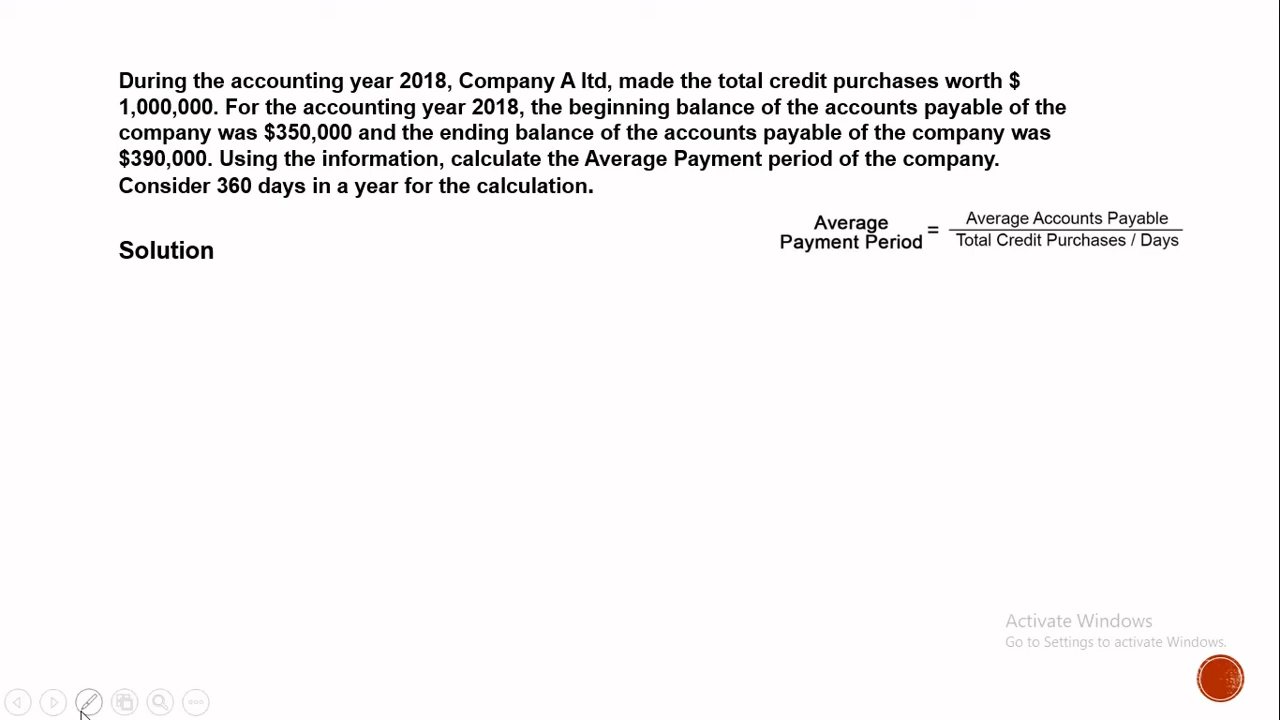 During the accounting year 2018, Company A ltd, made the total credit purchases worth $
1,000,000. For the accounting year 2018, the beginning balance of the accounts payable of the
company was $350,000 and the ending balance of the accounts payable of the company was
$390,000. Using the information, calculate the Average Payment period of the company.
Consider 360 days in a year for the calculation.
Average
Payment Period
=
Average Accounts Payable
Total Credit Purchases / Days
Solution
Activate Windows
Go to Settings to activate Windows.